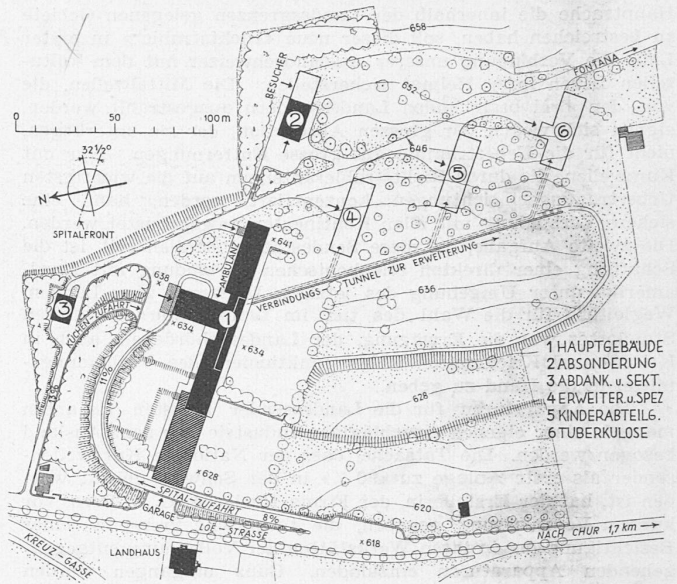 658
BESUCHER
FONTANA
652
0 50 100 m
2
6
646
32½°
5
N
4
SPITALFRONT
AMBULANZ
×641
VERBINDUNGS-TUNNEL ZUR ERWEITERUNG
638
×
3
KÜCHEN-ZUFAHRT
636
1
×634
×634
11%
13%
1 HAUPTGEBÄUDE
2 ABSONDERUNG
3 ABDANK. u. SEKT.
4 ERWEITER. u. SPEZ
5 KINDERABTEILG.
6 TUBERKULOSE
628
×628
SPITAL-ZUFAHRT
8%
620
GARAGE
LOË-STRASSE
NACH CHUR 1,7 km
×618
KREUZ-GASSE
LANDHAUS